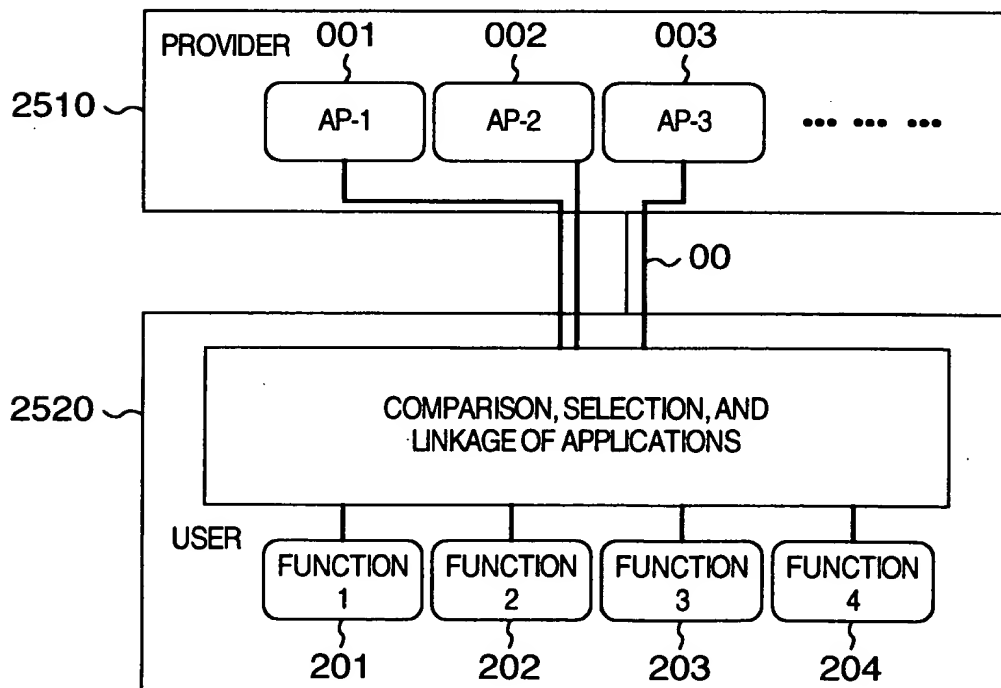 001 002 003
PROVIDER
2510
AP-1 AP-2 AP-3 ... ... ...
00
2520
COMPARISON, SELECTION, AND
LINKAGE OF APPLICATIONS
USER
FUNCTION 1
FUNCTION 2
FUNCTION 3
FUNCTION 4
201 202 203 204